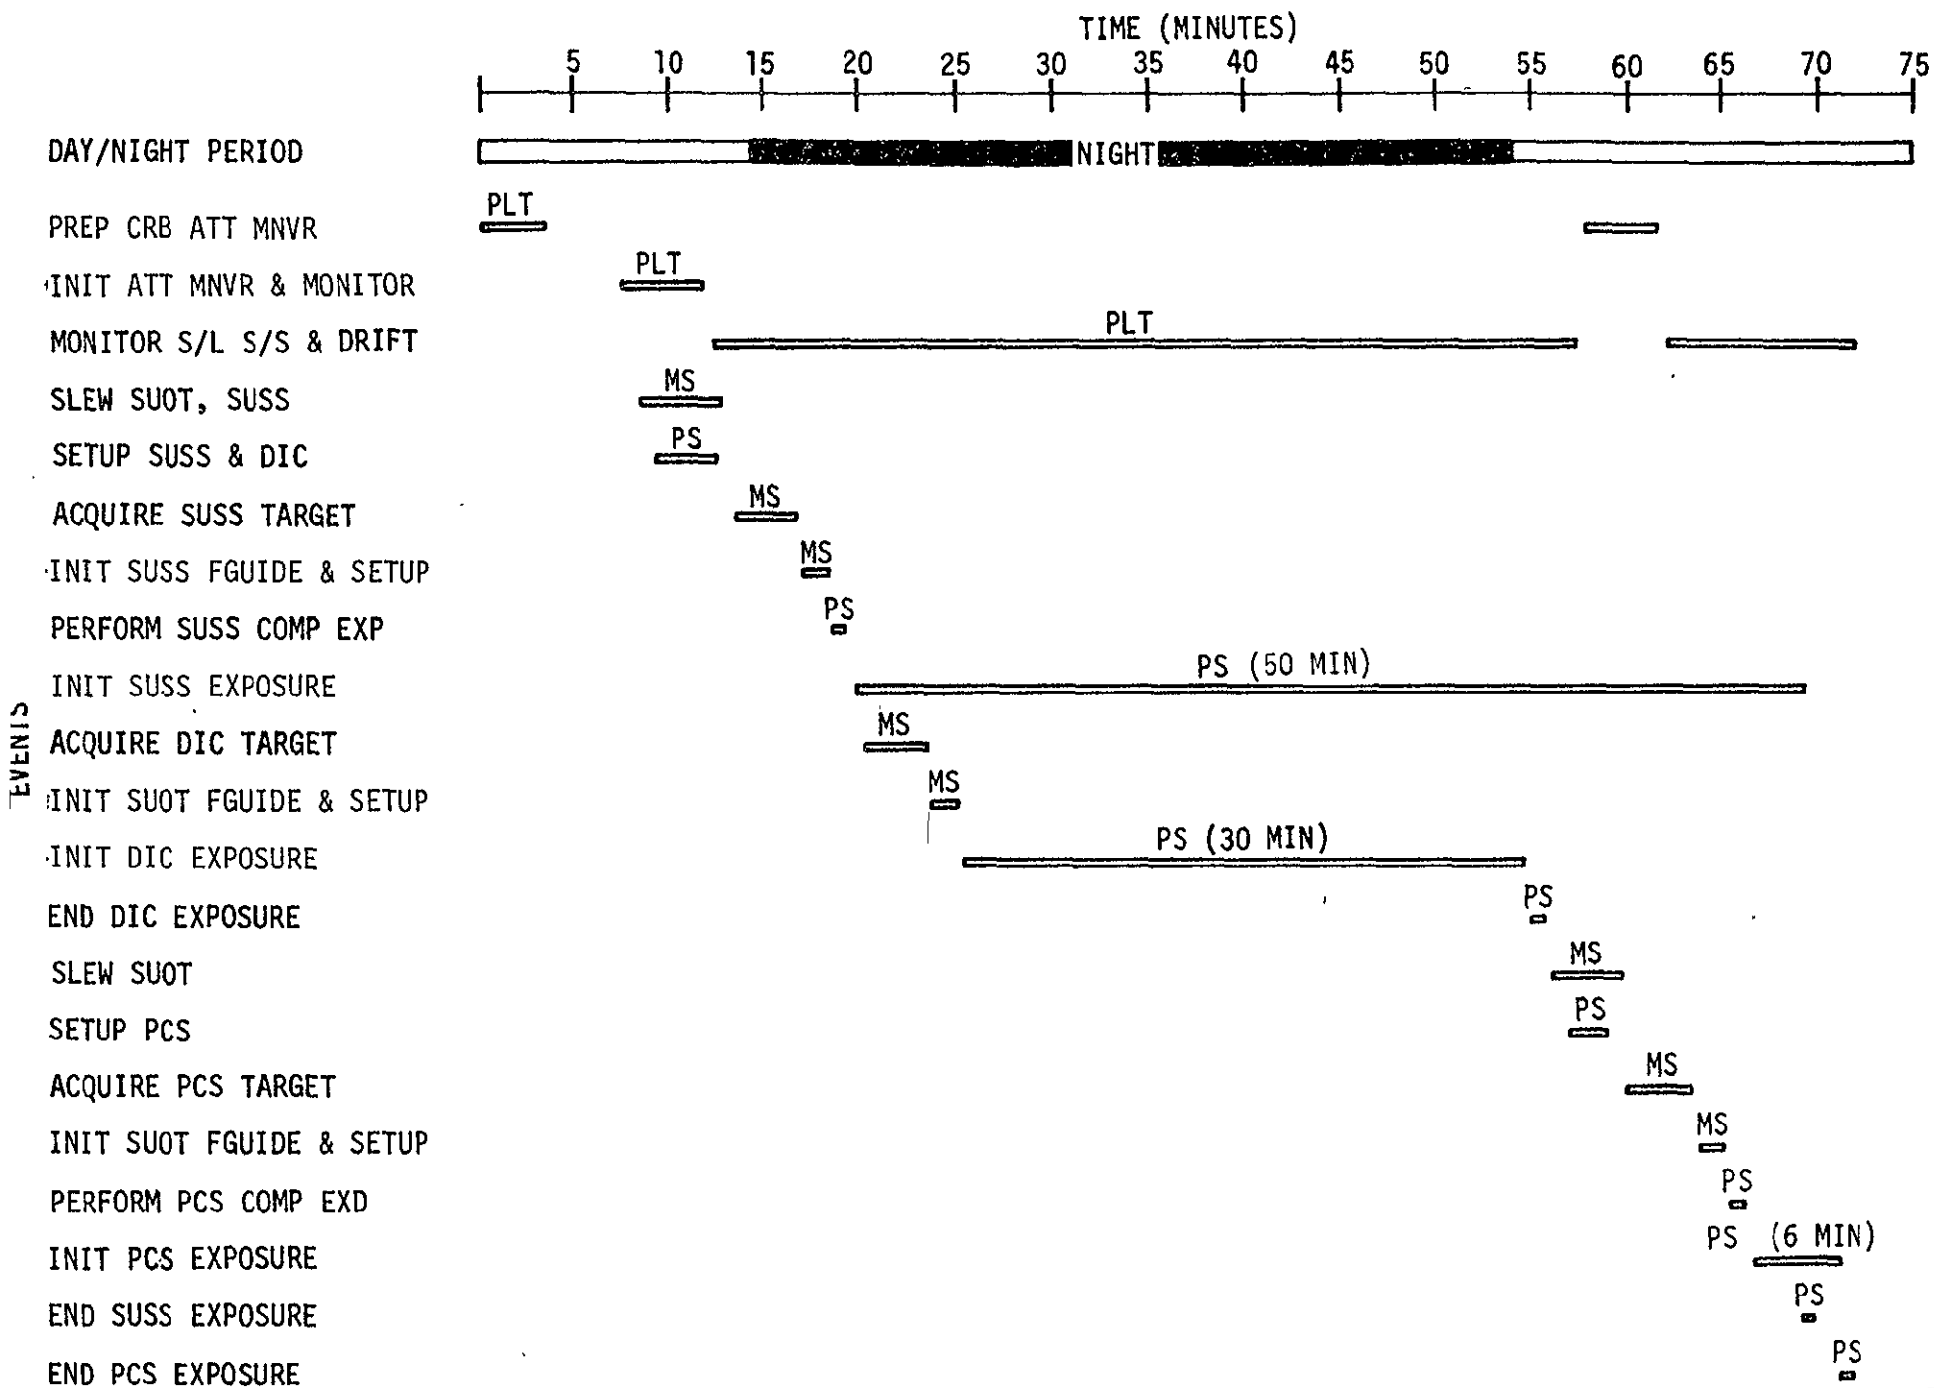 TIME (MINUTES)
5 10 15 20 25 30 35 40 45 50 55 60 65 70 75
DAY/NIGHT PERIOD NIGHT
PLT
PREP CRB ATT MNVR
PLT
INIT ATT MNVR & MONITOR
PLT
MONITOR S/L S/S & DRIFT
MS
SLEW SUOT, SUSS
PS
SETUP SUSS & DIC
MS
ACQUIRE SUSS TARGET
MS
INIT SUSS FGUIDE & SETUP
PS
PERFORM SUSS COMP EXP
PS (50 MIN)
INIT SUSS EXPOSURE
MS
ACQUIRE DIC TARGET
EVENTS
MS
INIT SUOT FGUIDE & SETUP
PS (30 MIN)
INIT DIC EXPOSURE
PS
END DIC EXPOSURE
MS
SLEW SUOT
PS
SETUP PCS
MS
ACQUIRE PCS TARGET
MS
INIT SUOT FGUIDE & SETUP
PS
PERFORM PCS COMP EXD
PS (6 MIN)
INIT PCS EXPOSURE
PS
END SUSS EXPOSURE
PS
END PCS EXPOSURE